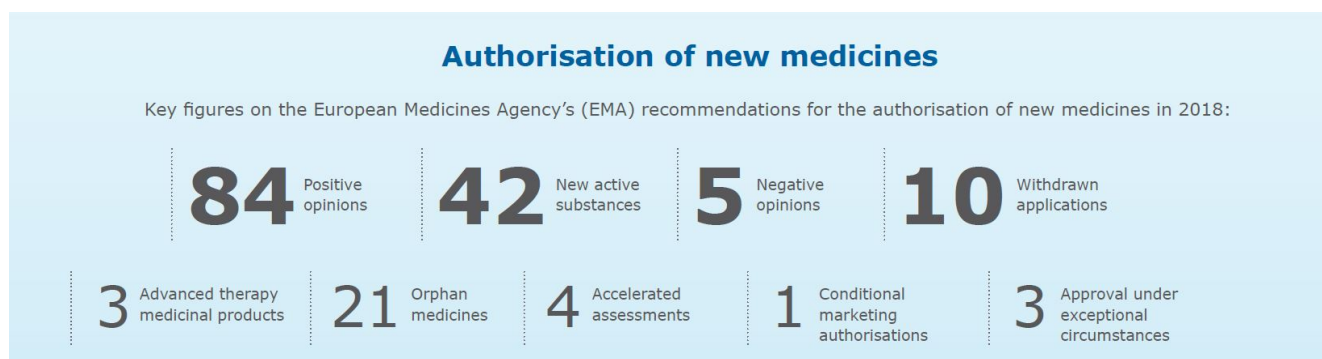 Authorisation of new medicines
Key figures on the European Medicines Agency’s (EMA) recommendations for the authorisation of new medicines in 2018:
84 Positive opinions
42 New active substances
5 Negative opinions
10 Withdrawn applications
3 Advanced therapy medicinal products
21 Orphan medicines
4 Accelerated assessments
1 Conditional marketing authorisations
3 Approval under exceptional circumstances